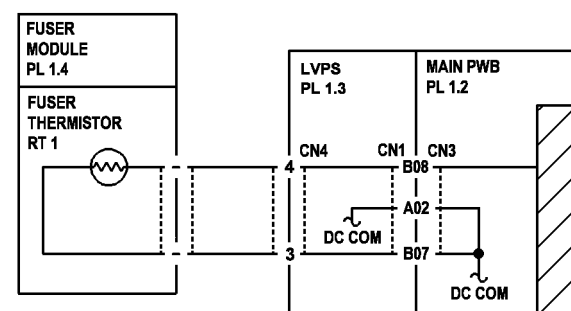 FUSER
MODULE
PL 1.4
FUSER
THERMISTOR
RT 1
LVPS
PL 1.3
MAIN PWB
PL 1.2
CN4
CN1
CN3
4
B08
A02
DC COM
3
B07
DC COM